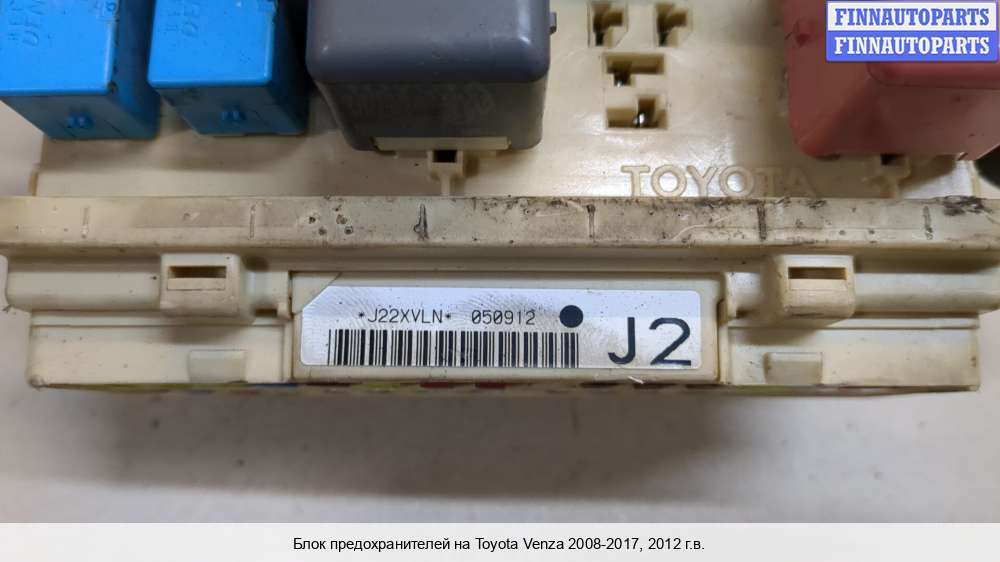 FINNAUTOPARTS
FINNAUTOPARTS
TOYOTA
*J22XVLN* 050912
J2
Блок предохранителей на Toyota Venza 2008-2017, 2012 г.в.